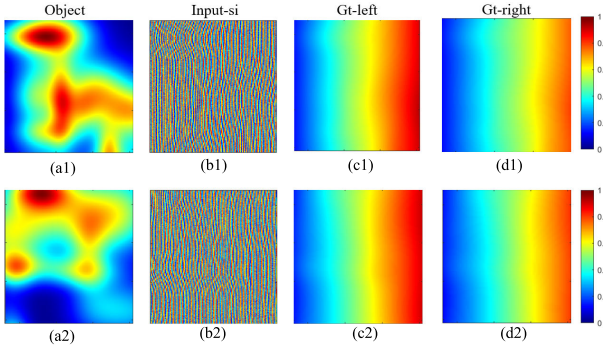 Object Input-si Gt-left Gt-right
1
0
(a1) (b1) (c1) (d1)
1
0
(a2) (b2) (c2) (d2)